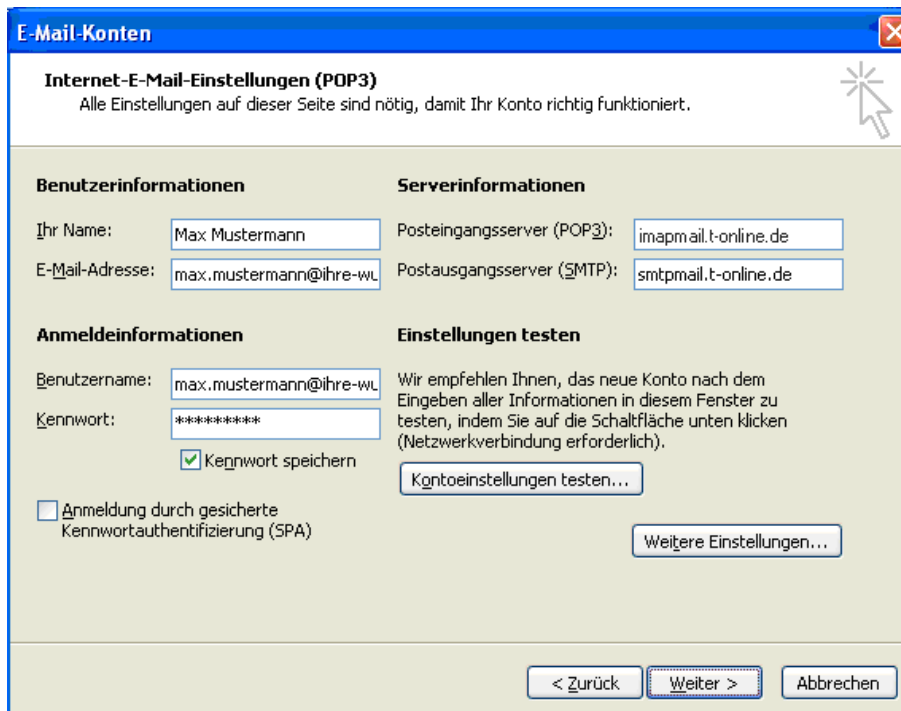 E-Mail-Konten
Internet-E-Mail-Einstellungen (POP3)
Alle Einstellungen auf dieser Seite sind nötig, damit Ihr Konto richtig funktioniert.
Benutzerinformationen
Ihr Name:
Max Mustermann
E-Mail-Adresse:
max.mustermann@ihre-wu
Serverinformationen
Posteingangsserver (POP3):
imapmail.t-online.de
Postausgangsserver (SMTP):
smtpmail.t-online.de
Anmeldeinformationen
Benutzername:
max.mustermann@ihre-wu
Kennwort:
*********
Kennwort speichern
Anmeldung durch gesicherte
Kennwortauthentifizierung (SPA)
Einstellungen testen
Wir empfehlen Ihnen, das neue Konto nach dem
Eingeben aller Informationen in diesem Fenster zu
testen, indem Sie auf die Schaltfläche unten klicken
(Netzwerkverbindung erforderlich).
Kontoeinstellungen testen...
Weitere Einstellungen...
< Zurück
Weiter >
Abbrechen